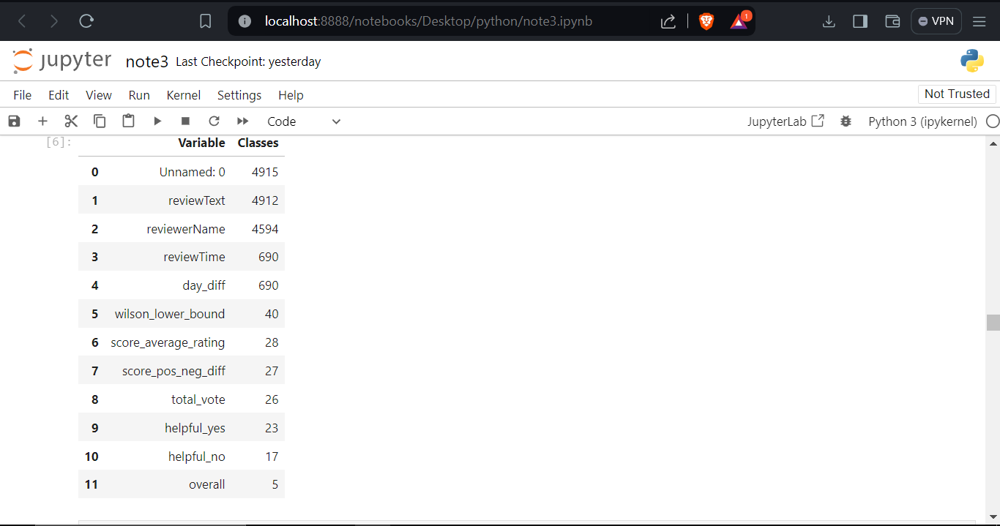 localhost:8888/notebooks/Desktop/python/note3.ipynb 1 VPN
jupyter note3 Last Checkpoint: yesterday
File Edit View Run Kernel Settings Help Not Trusted
Code JupyterLab Python 3 (ipykernel)
[6]: Variable Classes
0 Unnamed: 0 4915
1 reviewText 4912
2 reviewerName 4594
3 reviewTime 690
4 day_diff 690
5 wilson_lower_bound 40
6 score_average_rating 28
7 score_pos_neg_diff 27
8 total_vote 26
9 helpful_yes 23
10 helpful_no 17
11 overall 5